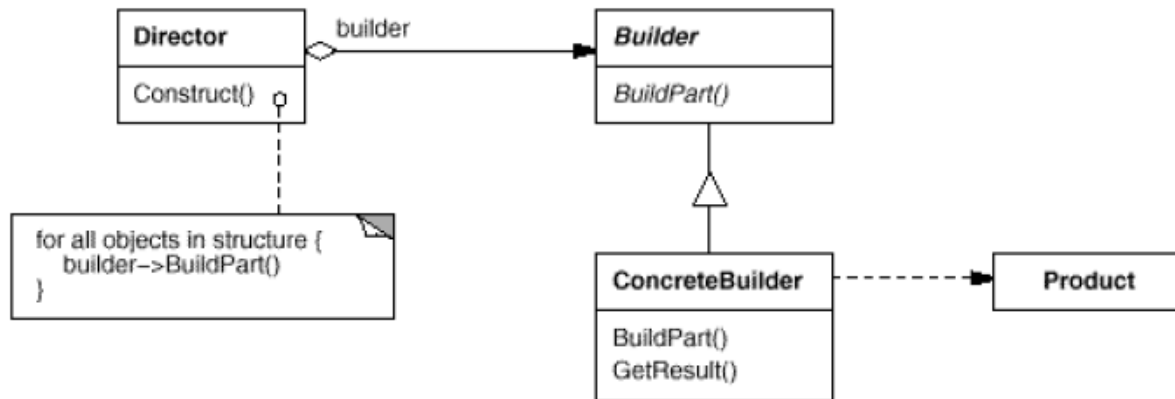 Director
Construct()
builder
Builder
BuildPart()
for all objects in structure {
builder->BuildPart()
}
ConcreteBuilder
BuildPart()
GetResult()
Product